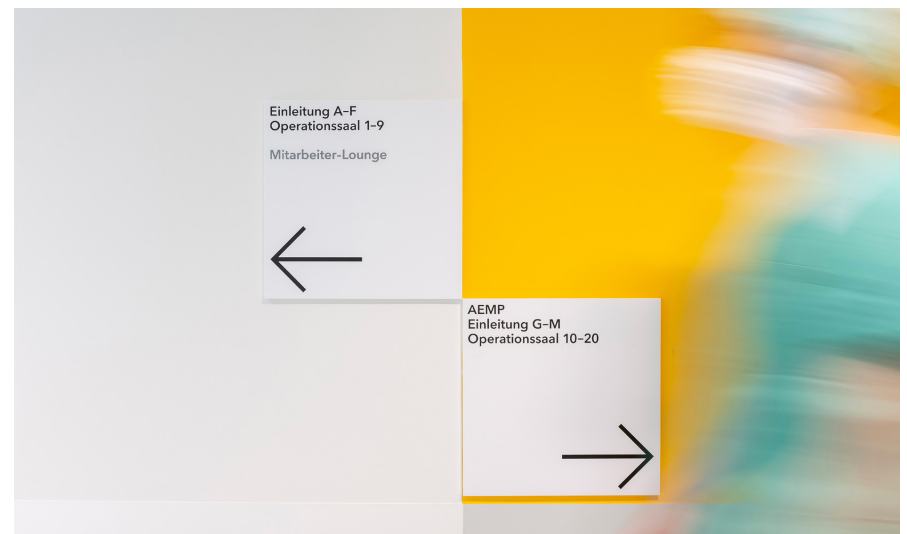 Einleitung A–F
Operationssaal 1–9
Mitarbeiter-Lounge
AEMP
Einleitung G–M
Operationssaal 10–20